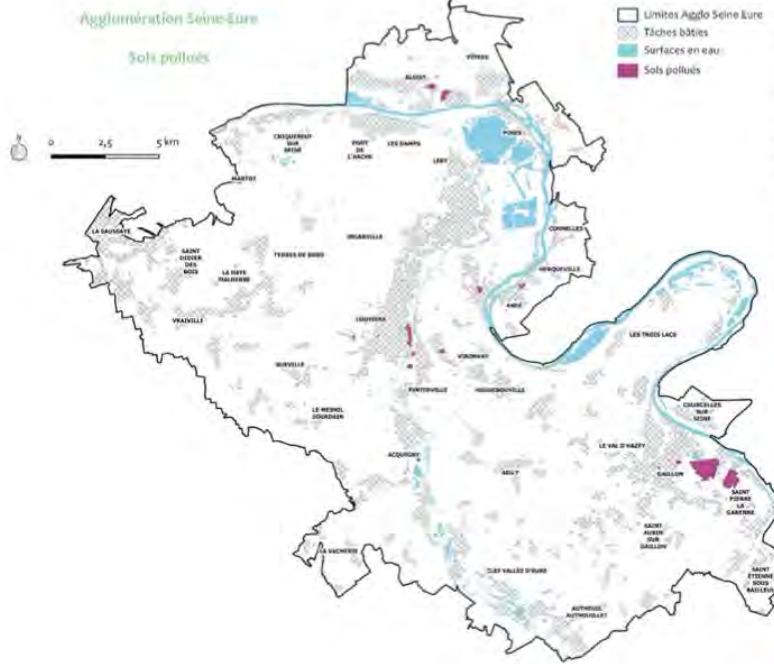 Agglomération Seine-Eure
Sols pollués
Limites Agglo Seine Eure
Tâches bâties
Surfaces en eau
Sols pollués
N
0 2,5 5 km
VITROU
ALIZAY
CRIQUEBEUF
SUR
SEINE
PONT
DE
L'ARCHE
LES DAMPS
LERY
POSES
MARTOT
LA SAUSSAYE
SAINT
DIDIER
DES
BOIS
LA HAYE
MALHERBE
TERRES DE BORD
INCARVILLE
CONNELLES
HERQUEVILLE
ANDÉ
VRAIVILLE
LOUVIERS
LES TROIS LACS
SURVILLE
VIRONVAY
PINTERVILLE
HEUDEBOUVILLE
LE MESNIL
JOURDAIN
COURCELLES
SUR
SEINE
ACQUIGNY
LE VAL D'HAZEY
AILLY
GAILLON
SAINT
PIERRE
LA
GARENNE
SAINT
AUBIN
SUR
GAILLON
LA VACHERIE
CLEF VALLÉE D'EURE
SAINT
ÉTIENNE
SOUS
BAILLEUL
AUTHEUIL
AUTHOUILLET